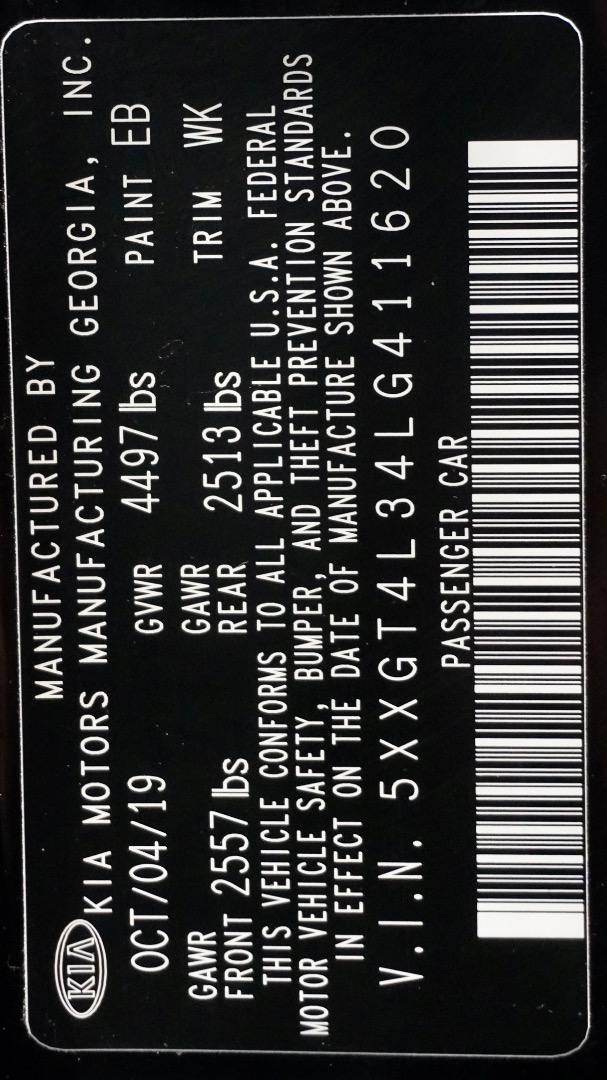 MANUFACTURED BY
KIA KIA MOTORS MANUFACTURING GEORGIA, INC.
OCT/04/19 GVWR 4497 lbs PAINT EB
GAWR FRONT 2557 lbs GAWR REAR 2513 lbs TRIM WK
THIS VEHICLE CONFORMS TO ALL APPLICABLE U.S.A. FEDERAL
MOTOR VEHICLE SAFETY, BUMPER, AND THEFT PREVENTION STANDARDS
IN EFFECT ON THE DATE OF MANUFACTURE SHOWN ABOVE.
V.I.N. 5XXGT4L34LG411620
PASSENGER CAR